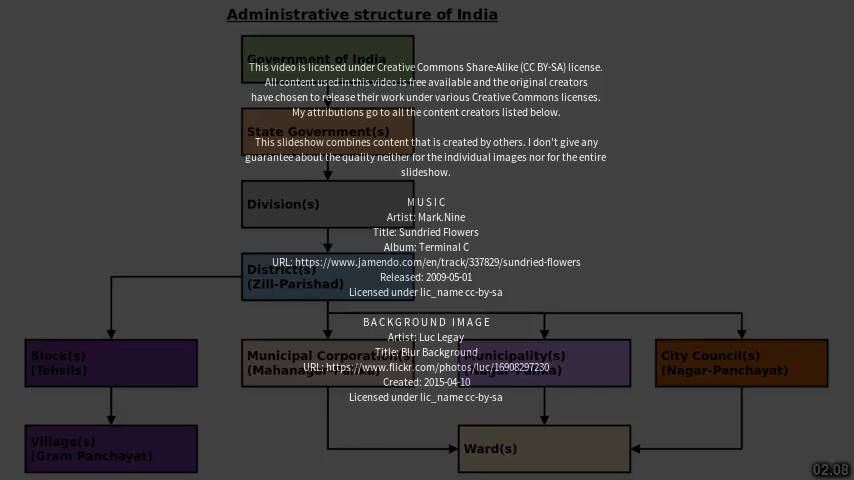 Administrative structure of India
Government of India
This video is licensed under Creative Commons Share-Alike (CC BY-SA) license.
All content used in this video is free available and the original creators
have chosen to release their work under various Creative Commons licenses.
My attributions go to all the content creators listed below.
State Government(s)
This slideshow combines content that is created by others. I don't give any
guarantee about the quality neither for the individual images nor for the entire
slideshow.
Division(s)
MUSIC
Artist: Mark.Nine
Title: Sundried Flowers
Album: Terminal C
URL: https://www.jamendo.com/en/track/337829/sundried-flowers
Released: 2009-05-01
Licensed under lic_name cc-by-sa
District(s)
(Zill-Parishad)
BACKGROUND IMAGE
Artist: Luc Legay
Title: Blur Background
URL: https://www.flickr.com/photos/luc/16908297230
Created: 2015-04-10
Licensed under lic_name cc-by-sa
Block(s)
(Tehsils)
Municipal Corporation(s)
(Mahanagar-Palika)
Municipality(s)
(Nagar-Palika)
City Council(s)
(Nagar-Panchayat)
Village(s)
(Gram Panchayat)
Ward(s)
02.08